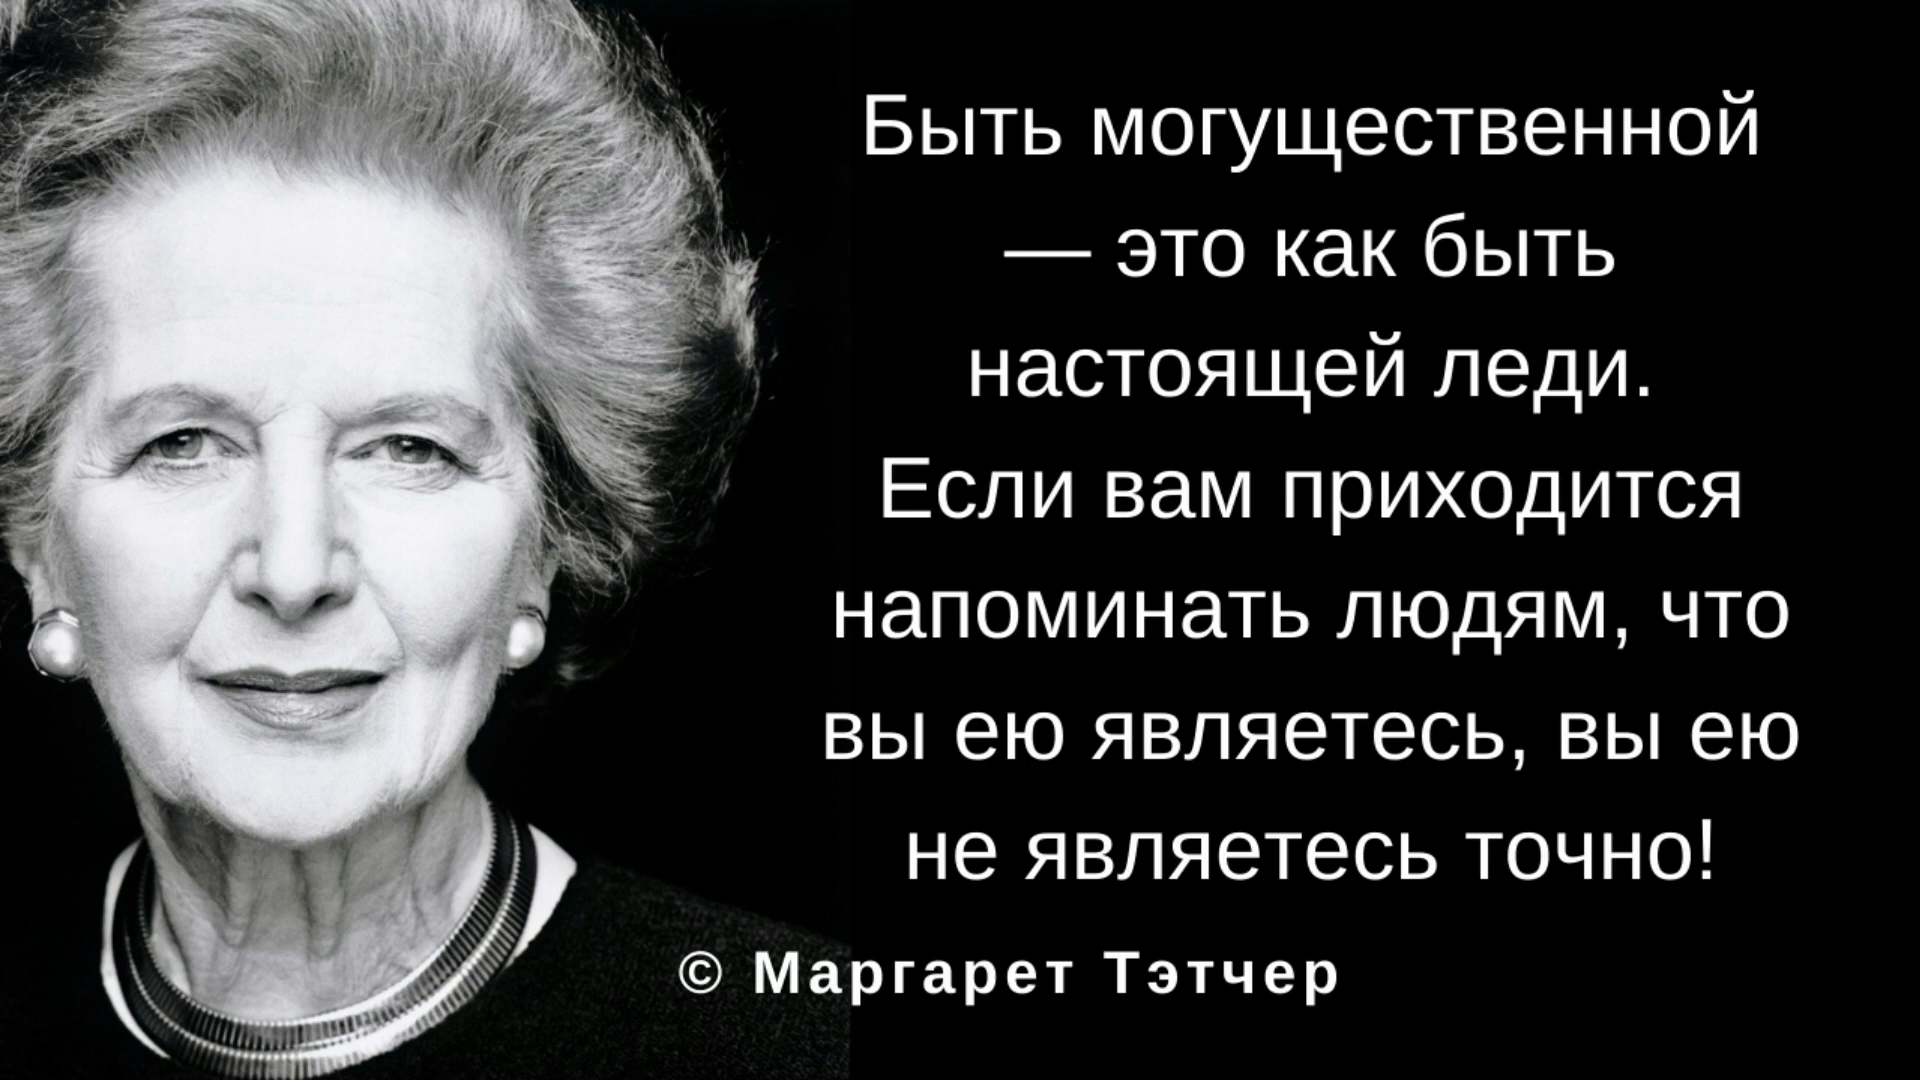 Быть могущественной
— это как быть
настоящей леди.
Если вам приходится
напоминать людям, что
вы ею являетесь, вы ею
не являетесь точно!
© Маргарет Тэтчер